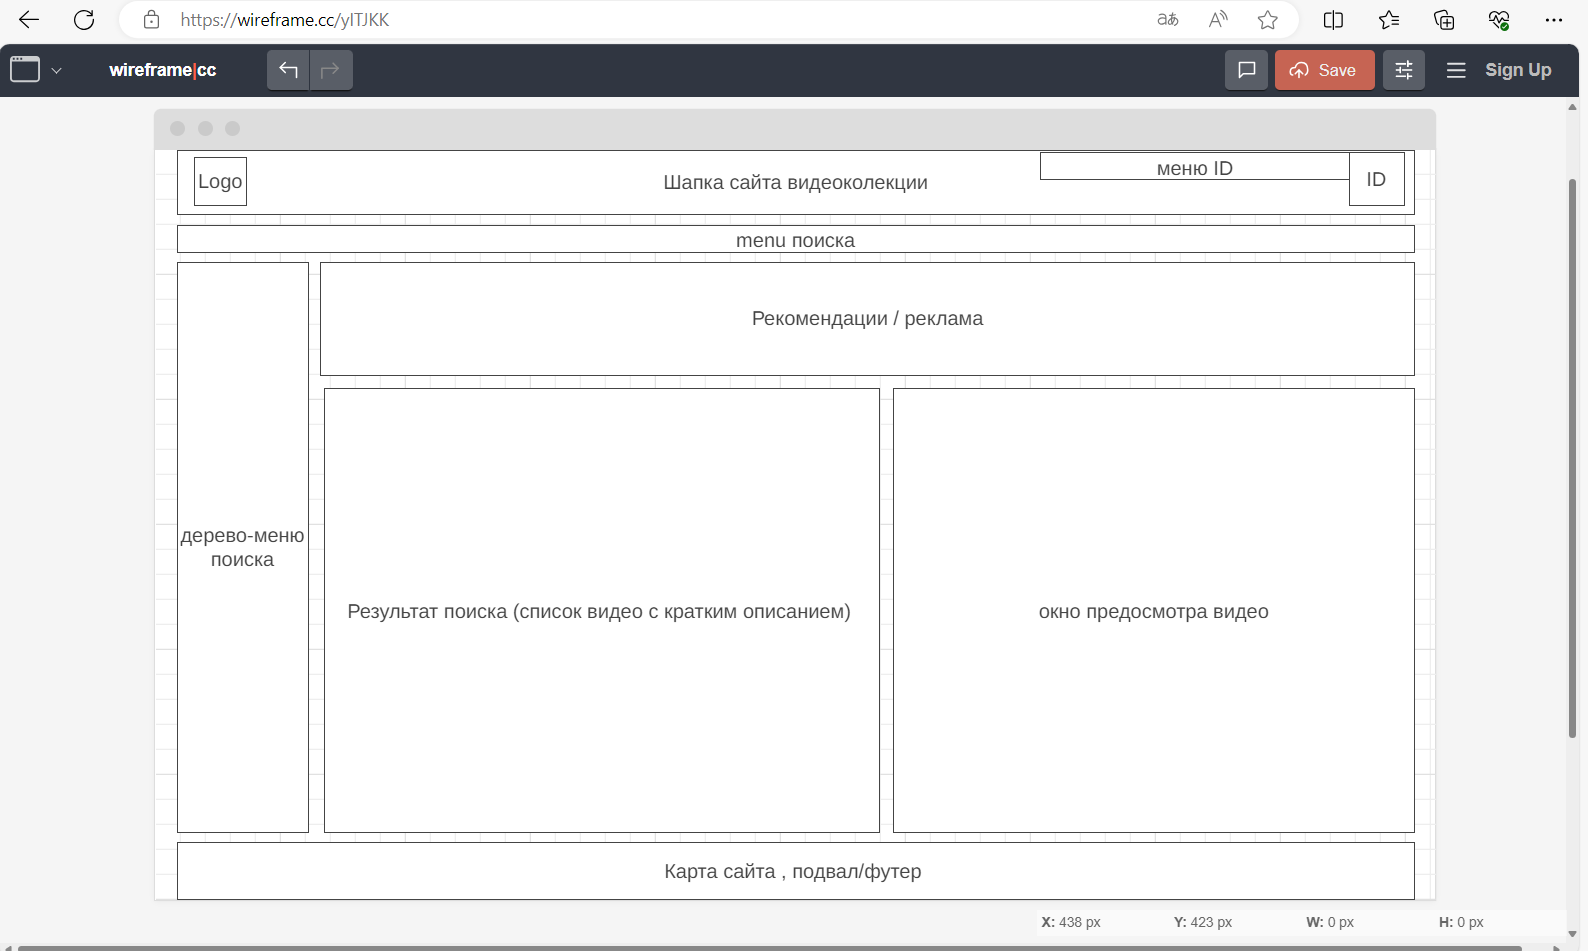 https://wireframe.cc/ylTJKK
wireframe|cc
Save
Sign Up
Logo
Шапка сайта видеоколекции
меню ID
ID
menu поиска
Рекомендации / реклама
дерево-меню
поиска
Результат поиска (список видео с кратким описанием)
окно предосмотра видео
Карта сайта , подвал/футер
X: 438 px Y: 423 px W: 0 px H: 0 px